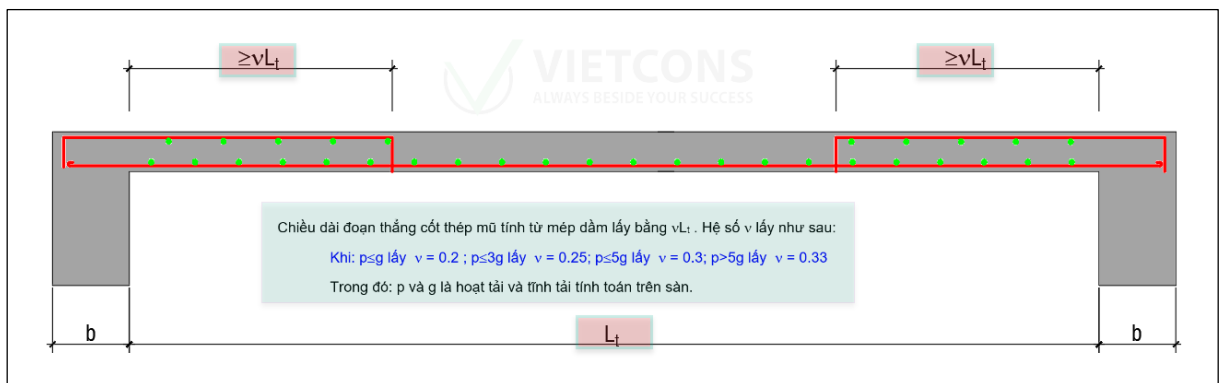 ≥νLt
≥νLt
VIETCONS
ALWAYS BESIDE YOUR SUCCESS
Chiều dài đoạn thẳng cốt thép mũ tính từ mép dầm lấy bằng νLt . Hệ số ν lấy như sau:
Khi: p≤g lấy ν = 0.2 ; p≤3g lấy ν = 0.25; p≤5g lấy ν = 0.3; p>5g lấy ν = 0.33
Trong đó: p và g là hoạt tải và tĩnh tải tính toán trên sàn.
b
Lt
b